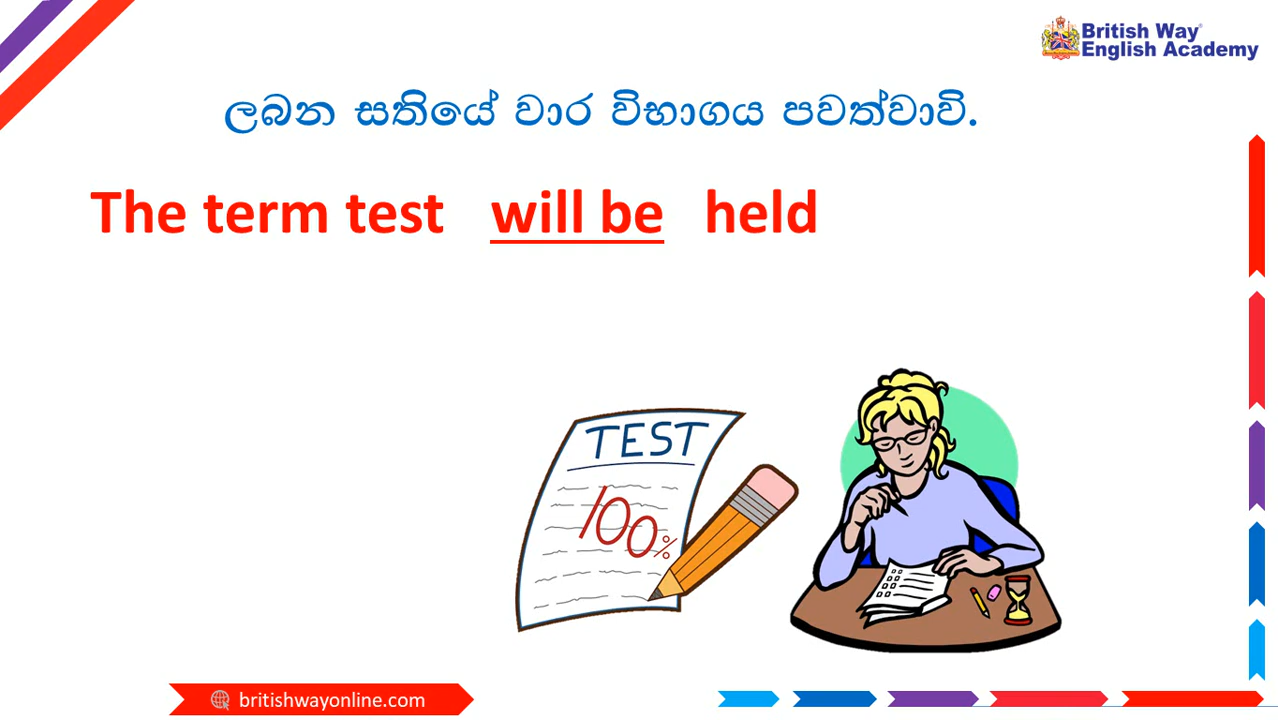 British Way®
English Academy
ලබන සතියේ වාර විභාගය පවත්වාවි.
The term test will be held
TEST
100%
britishwayonline.com